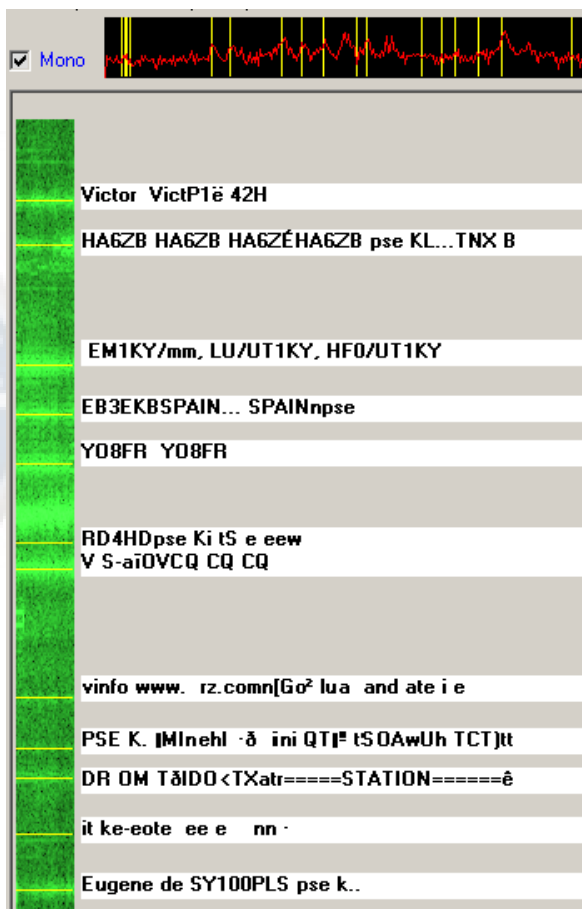 Mono
Victor VictP1ë 42H
HA6ZB HA6ZB HA6ZÉHA6ZB pse KL...TNX B
EM1KY/mm, LU/UT1KY, HF0/UT1KY
EB3EKBSPAIN... SPAINnpse
YO8FR YO8FR
RD4HDpse Ki tS e eew
V S-aïOVCQ CQ CQ
vinfo www. rz.comn[Go² lua and ate i e
PSE K. ini tSOAwUh TCT)tt
DR OM TðIDO<TXatr=====STATION======ê
it ke-eote ee e nn ·
Eugene de SY100PLS pse k..